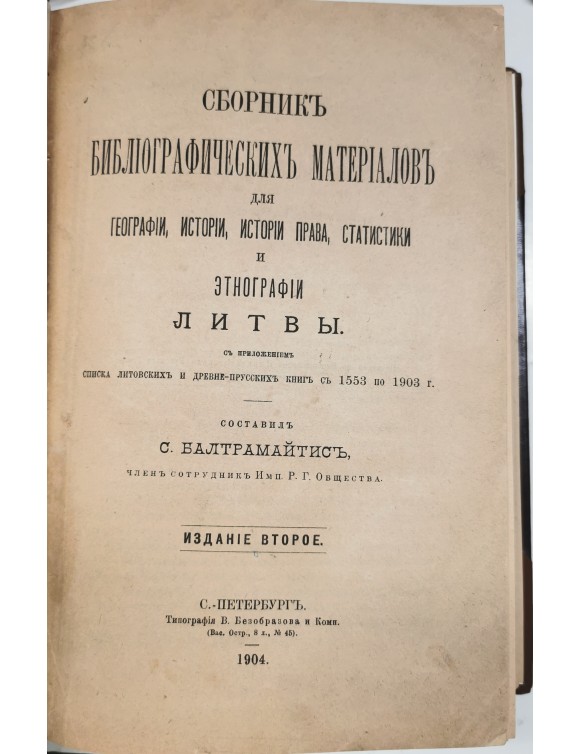 СБОРНИКЪ
БИБЛІОГРАФИЧЕСКИХЪ МАТЕРІАЛОВЪ
ДЛЯ
ГЕОГРАФІИ, ИСТОРІИ, ИСТОРІИ ПРАВА, СТАТИСТИКИ
И
ЭТНОГРАФІИ
ЛИТВЫ.
СЪ ПРИЛОЖЕНІЕМЪ
СПИСКА ЛИТОВСКИХЪ И ДРЕВНЕ-ПРУССКИХЪ КНИГЪ СЪ 1553 ПО 1903 Г.
СОСТАВИЛЪ
С. БАЛТРАМАЙТИСЪ,
ЧЛЕНЪ СОТРУДНИКЪ ИМП. Р. Г. ОБЩЕСТВА.
ИЗДАНІЕ ВТОРОЕ.
С.-ПЕТЕРБУРГЪ.
Типографія В. Безобразова и Комп.
(Вас. Остр., 8 л., № 45).
1904.